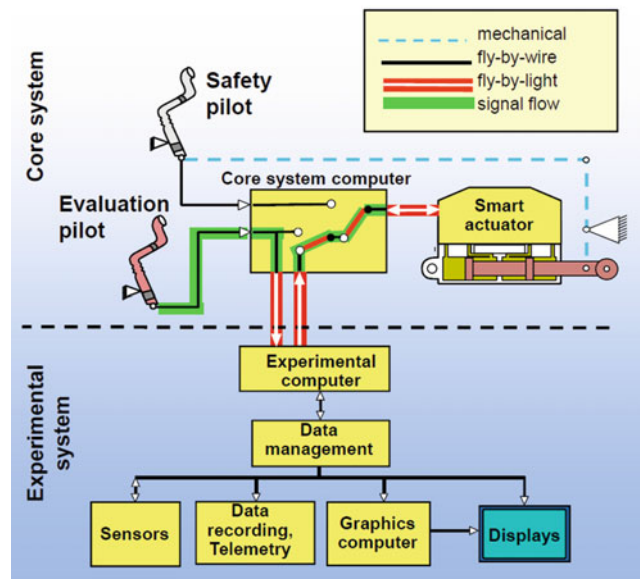 mechanical
fly-by-wire
fly-by-light
signal flow
Core system
Safety
pilot
Core system computer
Evaluation
pilot
Smart
actuator
Experimental
system
Experimental
computer
Data
management
Sensors
Data
recording,
Telemetry
Graphics
computer
Displays